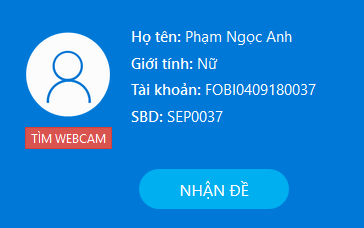 Họ tên: Phạm Ngọc Anh
Giới tính: Nữ
Tài khoản: FOBI0409180037
SBD: SEP0037
TÌM WEBCAM
NHẬN ĐỀ